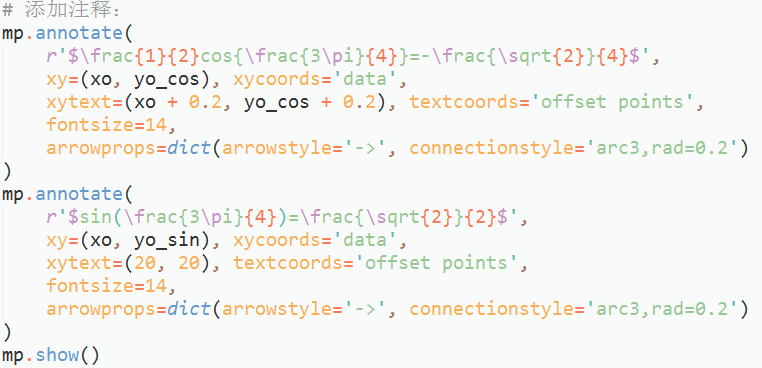 # 添加注释:
mp.annotate(
    r'$\frac{1}{2}cos{\frac{3\pi}{4}}=-\frac{\sqrt{2}}{4}$',
    xy=(xo, yo_cos), xycoords='data',
    xytext=(xo + 0.2, yo_cos + 0.2), textcoords='offset points',
    fontsize=14,
    arrowprops=dict(arrowstyle='->', connectionstyle='arc3,rad=0.2')
)
mp.annotate(
    r'$sin(\frac{3\pi}{4})=\frac{\sqrt{2}}{2}$',
    xy=(xo, yo_sin), xycoords='data',
    xytext=(20, 20), textcoords='offset points',
    fontsize=14,
    arrowprops=dict(arrowstyle='->', connectionstyle='arc3,rad=0.2')
)
mp.show()